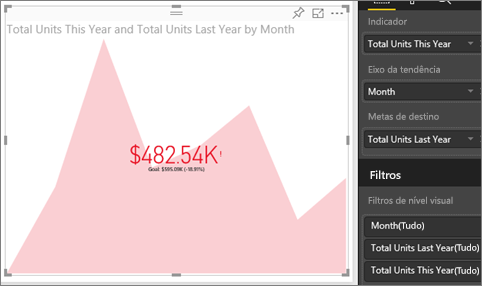 Total Units This Year and Total Units Last Year by Month
$482.54K!
Goal: $595.09K (-18.91%)
Indicador
Total Units This Year
Eixo da tendência
Month
Metas de destino
Total Units Last Year
Filtros
Filtros de nível visual
Month(Tudo)
Total Units Last Year(Tudo)
Total Units This Year(Tudo)